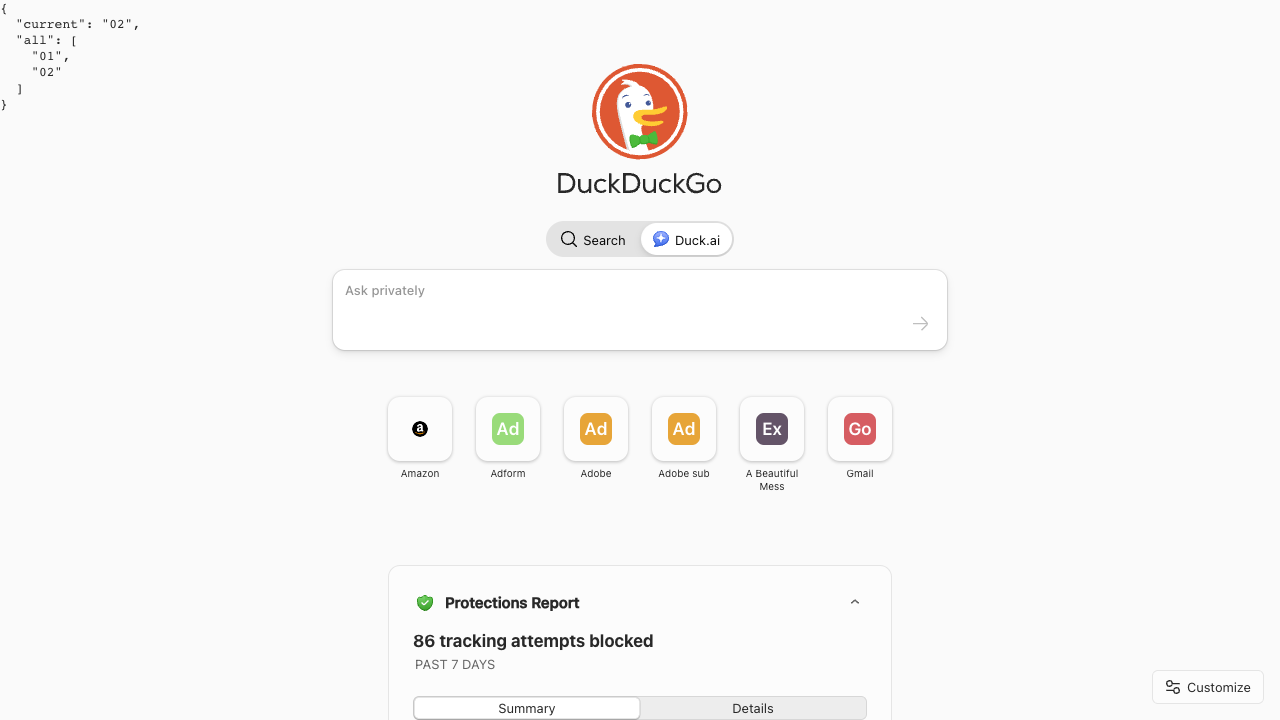 {
  "current": "02",
  "all": [
    "01",
    "02"
  ]
}
DuckDuckGo
Search
Duck.ai
Ask privately
a
Ad
Ad
Ad
Ex
Go
Amazon
Adform
Adobe
Adobe sub
A Beautiful
Mess
Gmail
Protections Report
86 tracking attempts blocked
PAST 7 DAYS
Summary
Details
Customize